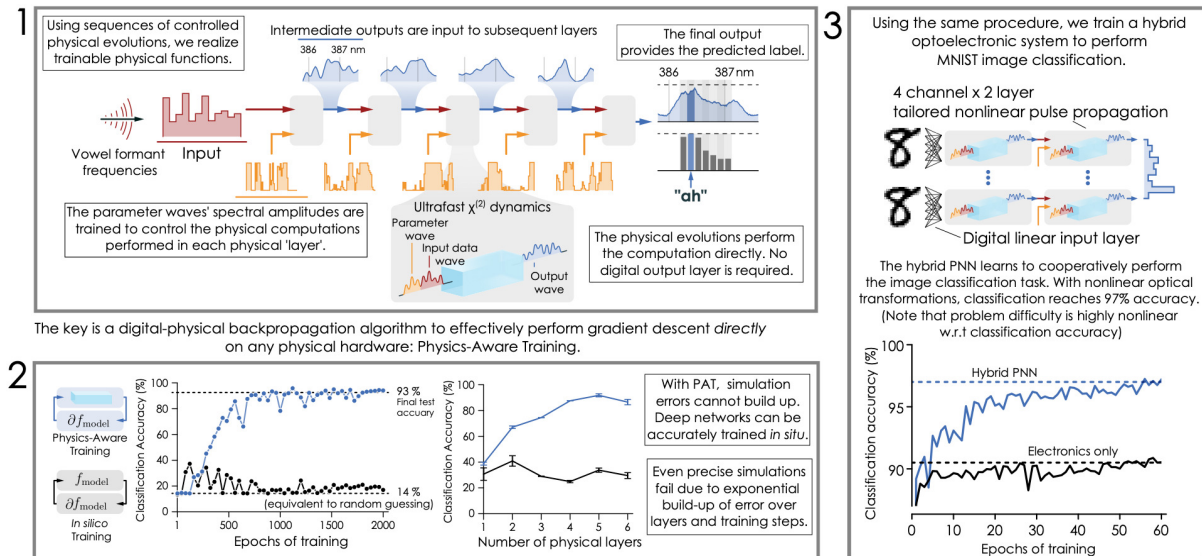 1
Using sequences of controlled
physical evolutions, we realize
trainable physical functions.
Intermediate outputs are input to subsequent layers
386 387 nm
The final output
provides the predicted label.
386 387 nm
Vowel formant
frequencies
Input
"ah"
The parameter waves' spectral amplitudes are
trained to control the physical computations
performed in each physical 'layer'.
Ultrafast χ(2) dynamics
Parameter
wave
Input data
wave
Output
wave
The physical evolutions perform
the computation directly. No
digital output layer is required.
The key is a digital-physical backpropagation algorithm to effectively perform gradient descent directly
on any physical hardware: Physics-Aware Training.
2
∂fmodel
Physics-Aware
Training
fmodel
∂fmodel
In silico
Training
Classification Accuracy (%)
100
80
60
40
20
0
93 %
Final test
accuary
14 %
(equivalent to random guessing)
1 500 1000 1500 2000
Epochs of training
Classification Accuracy (%)
100
80
60
40
20
0
1 2 3 4 5 6
Number of physical layers
With PAT, simulation
errors cannot build up.
Deep networks can be
accurately trained in situ.
Even precise simulations
fail due to exponential
build-up of error over
layers and training steps.
3
Using the same procedure, we train a hybrid
optoelectronic system to perform
MNIST image classification.
4 channel x 2 layer
tailored nonlinear pulse propagation
8
8
Digital linear input layer
The hybrid PNN learns to cooperatively perform
the image classification task. With nonlinear optical
transformations, classification reaches 97% accuracy.
(Note that problem difficulty is highly nonlinear
w.r.t classification accuracy)
Classification accuracy (%)
100
95
90
Hybrid PNN
Electronics only
0 10 20 30 40 50 60
Epochs of training